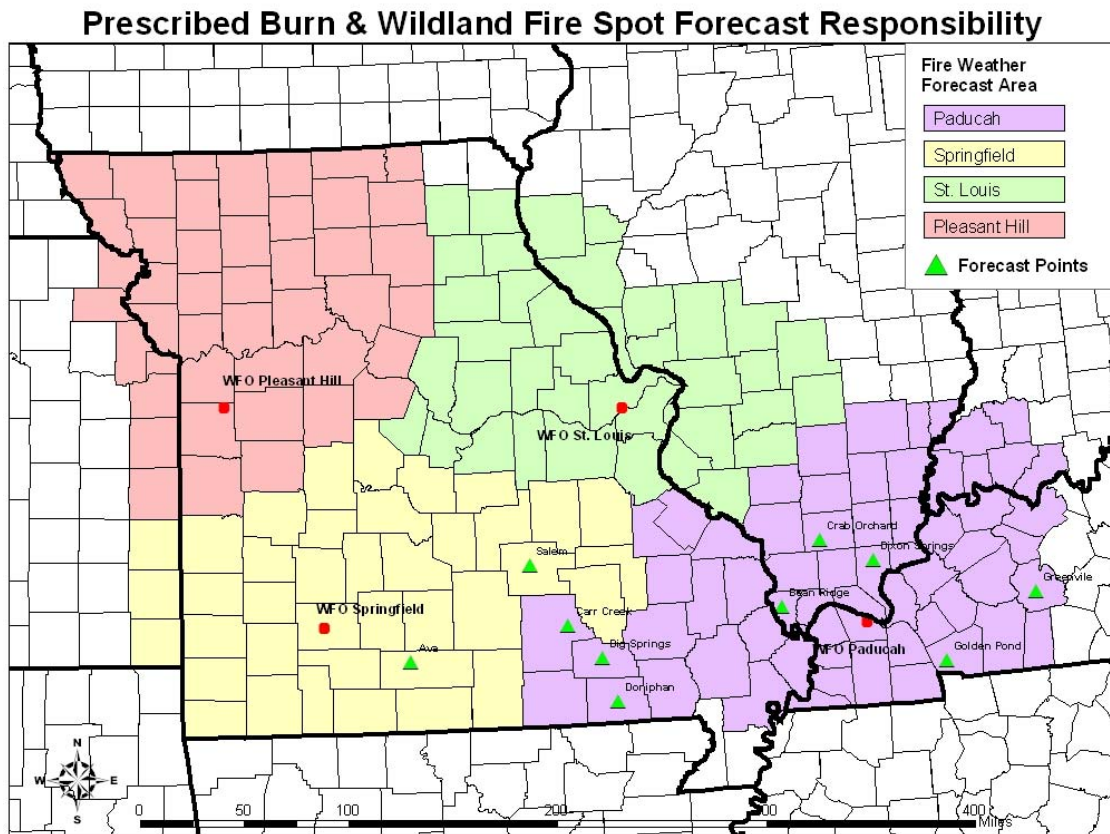 Prescribed Burn & Wildland Fire Spot Forecast Responsibility
Fire Weather
Forecast Area
Paducah
Springfield
St. Louis
Pleasant Hill
Forecast Points
WFO Pleasant Hill
WFO St. Louis
Crab Orchard
Dixon Springs
Salem
Greenville
Bean Ridge
WFO Springfield
Carr Creek
WFO Paducah
Ava
Big Springs
Golden Pond
Doniphan
N
W E
S
0 50 100 200 300 400
Miles